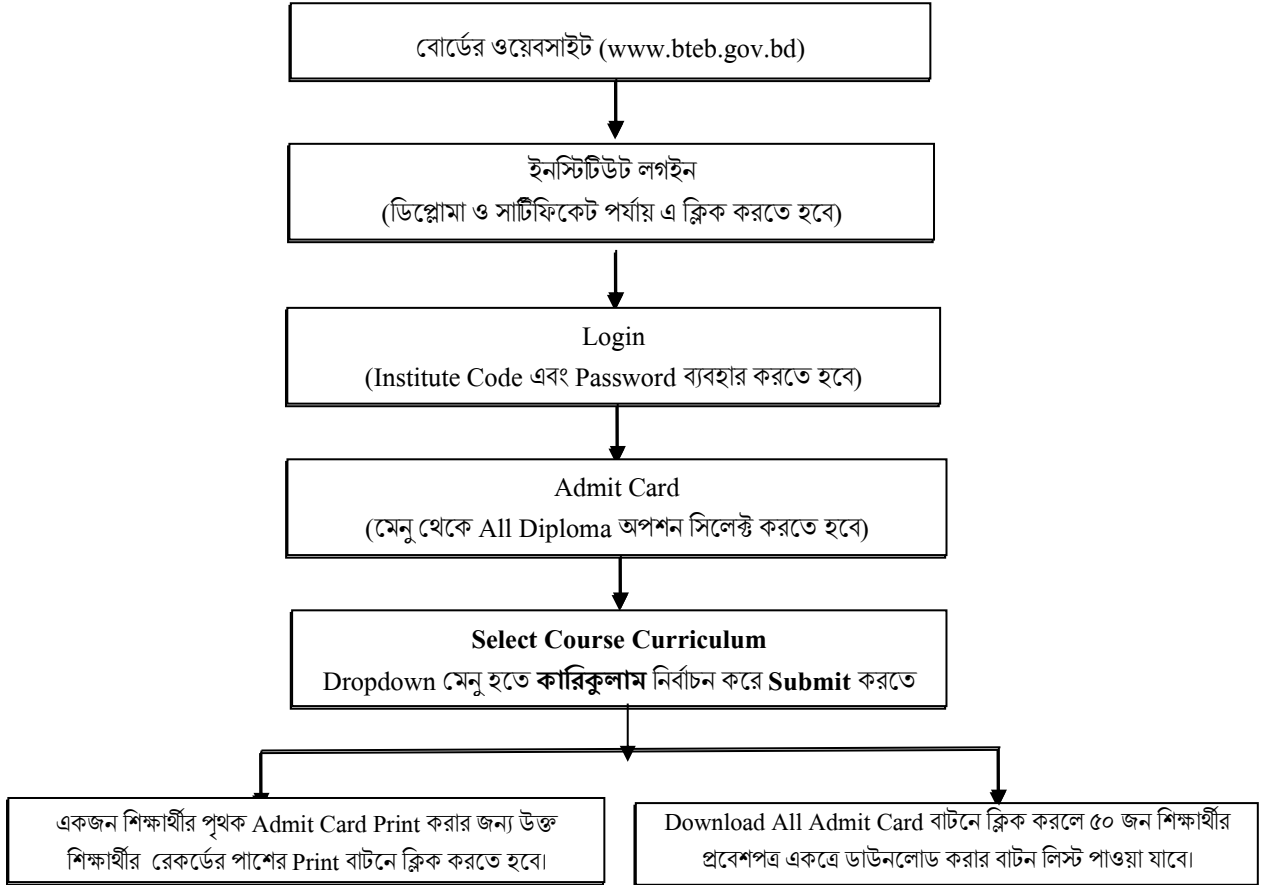 বোর্ডের ওয়েবসাইট (www.bteb.gov.bd)
ইনস্টিটিউট লগইন
(ডিপ্লোমা ও সার্টিফিকেট পর্যায় এ ক্লিক করতে হবে)
Login
(Institute Code এবং Password ব্যবহার করতে হবে)
Admit Card
(মেনু থেকে All Diploma অপশন সিলেক্ট করতে হবে)
Select Course Curriculum
Dropdown মেনু হতে কারিকুলাম নির্বাচন করে Submit করতে
একজন শিক্ষার্থীর পৃথক Admit Card Print করার জন্য উক্ত
শিক্ষার্থীর রেকর্ডের পাশের Print বাটনে ক্লিক করতে হবে।
Download All Admit Card বাটনে ক্লিক করলে ৫০ জন শিক্ষার্থীর
প্রবেশপত্র একত্রে ডাউনলোড করার বাটন লিস্ট পাওয়া যাবে।